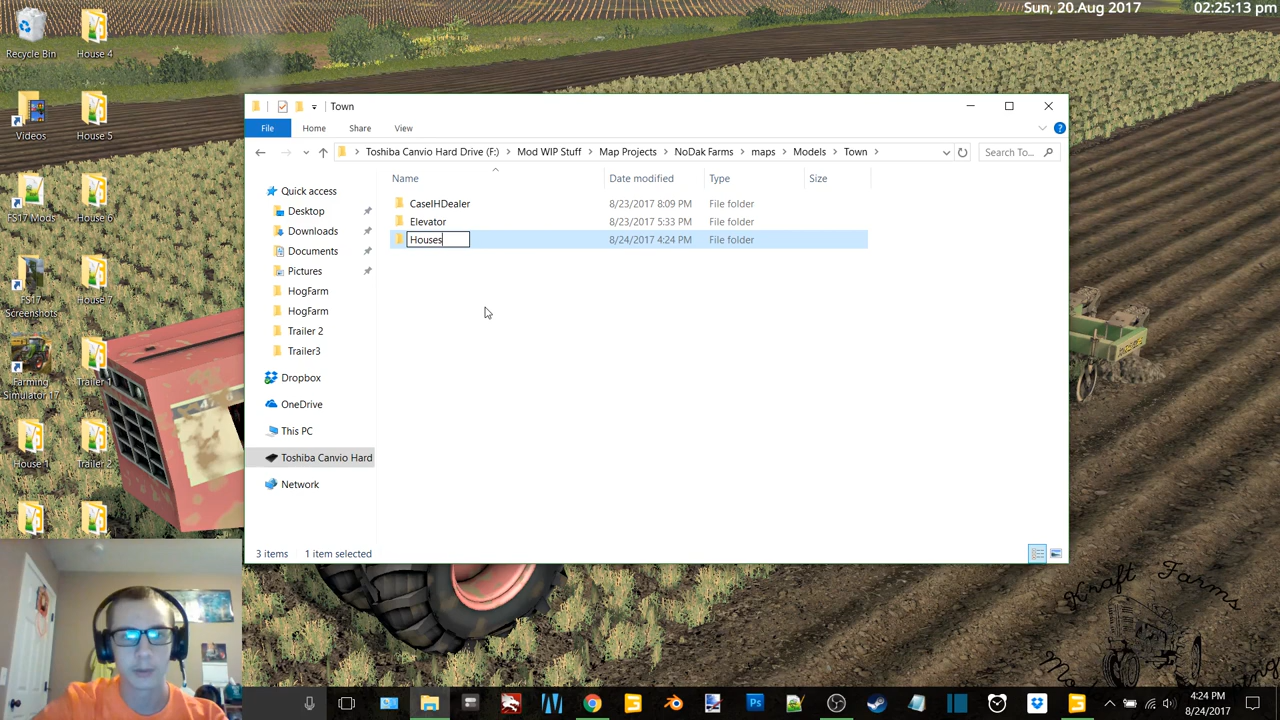 Sun, 20.Aug 2017 02:25:13 pm
Recycle Bin
House 4
Videos
House 5
FS17 Mods
House 6
FS17 Screenshots
House 7
Farming Simulator 17
Trailer 1
House 1
Trailer 2
Town
File Home Share View
Toshiba Canvio Hard Drive (F:) > Mod WIP Stuff > Map Projects > NoDak Farms > maps > Models > Town >
Search To...
Name Date modified Type Size
CaseIHDealer 8/23/2017 8:09 PM File folder
Elevator 8/23/2017 5:33 PM File folder
Houses 8/24/2017 4:24 PM File folder
Quick access
Desktop
Downloads
Documents
Pictures
HogFarm
HogFarm
Trailer 2
Trailer3
Dropbox
OneDrive
This PC
Toshiba Canvio Hard
Network
3 items 1 item selected
Kraft Farms
4:24 PM
8/24/2017